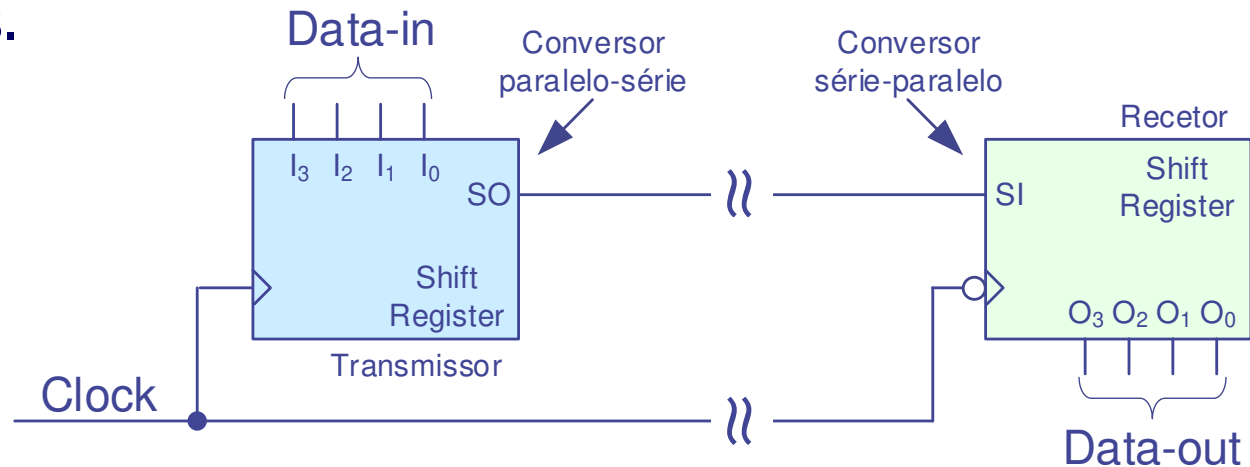 Data-in
Conversor
paralelo-série
Conversor
série-paralelo
Recetor
I₃ I₂ I₁ I₀
SO
SI
Shift
Register
Shift
Register
Transmissor
O₃ O₂ O₁ O₀
Clock
Data-out